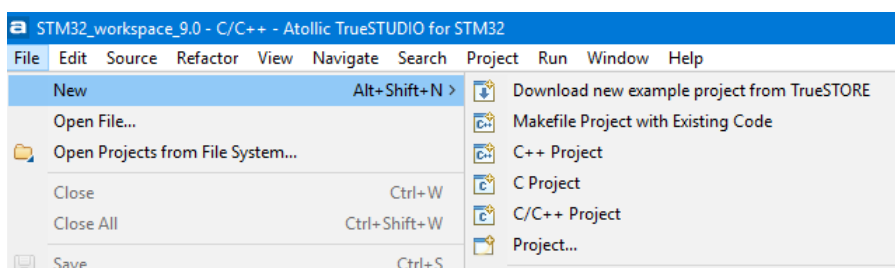 STM32_workspace_9.0 - C/C++ - Atollic TrueSTUDIO for STM32
File Edit Source Refactor View Navigate Search Project Run Window Help
New Alt+Shift+N >
Download new example project from TrueSTORE
Open File...
Makefile Project with Existing Code
Open Projects from File System...
C++ Project
Close Ctrl+W
C Project
Close All Ctrl+Shift+W
C/C++ Project
Project...
Save Ctrl+S